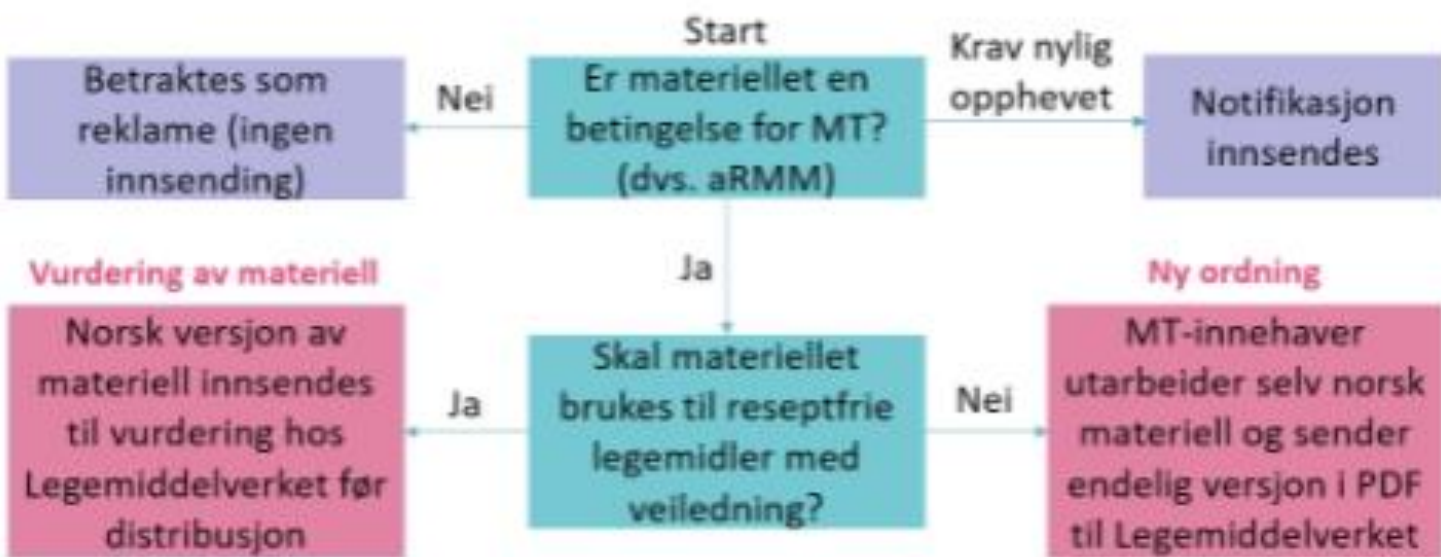 Start
Betraktes som
reklame (ingen
innsending)
Nei
Er materiellet en
betingelse for MT?
(dvs. aRMM)
Krav nylig
opphevet
Notifikasjon
innsendes
Ja
Vurdering av materiell
Norsk versjon av
materiell innsendes
til vurdering hos
Legemiddelverket før
distribusjon
Ja
Skal materiellet
brukes til reseptfrie
legemidler med
veiledning?
Nei
Ny ordning
MT-innehaver
utarbeider selv norsk
materiell og sender
endelig versjon i PDF
til Legemiddelverket